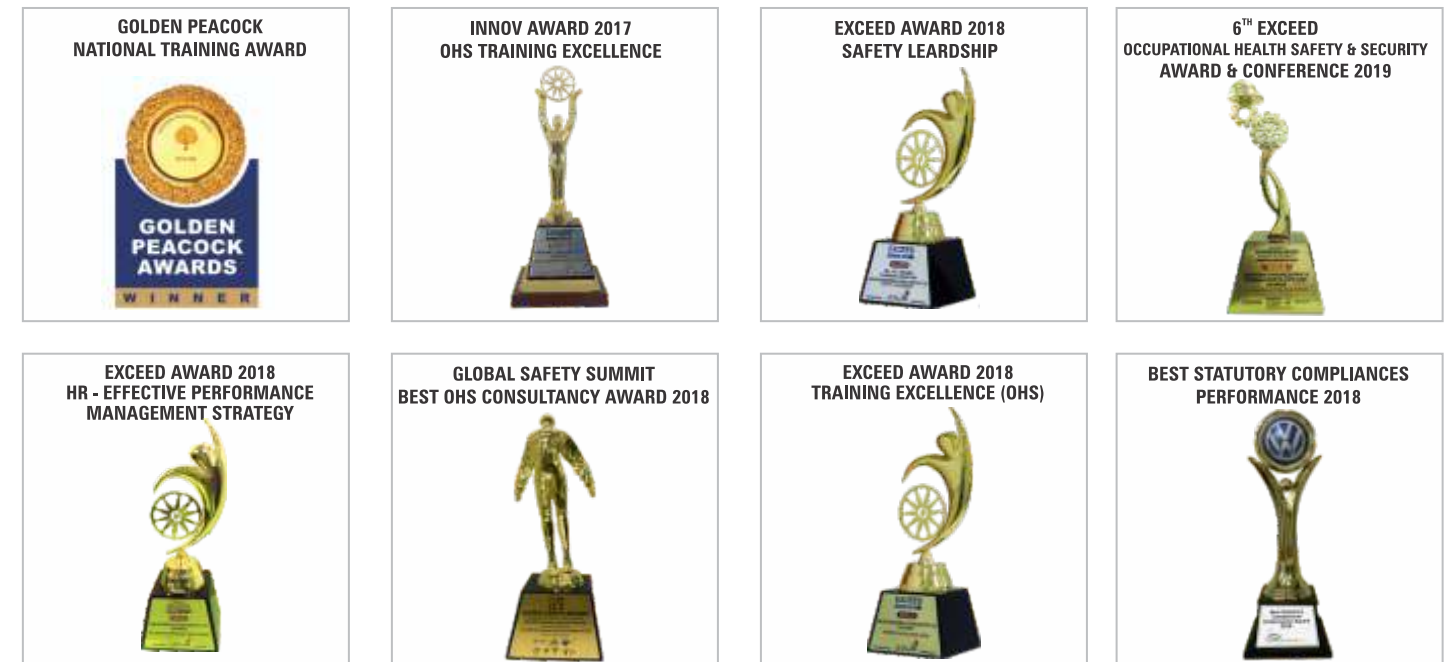 GOLDEN PEACOCK
NATIONAL TRAINING AWARD
GOLDEN
PEACOCK
AWARDS
WINNER
INNOV AWARD 2017
OHS TRAINING EXCELLENCE
EXCEED AWARD 2018
SAFETY LEARDSHIP
6TH EXCEED
OCCUPATIONAL HEALTH SAFETY & SECURITY
AWARD & CONFERENCE 2019
EXCEED AWARD 2018
HR - EFFECTIVE PERFORMANCE
MANAGEMENT STRATEGY
GLOBAL SAFETY SUMMIT
BEST OHS CONSULTANCY AWARD 2018
EXCEED AWARD 2018
TRAINING EXCELLENCE (OHS)
BEST STATUTORY COMPLIANCES
PERFORMANCE 2018